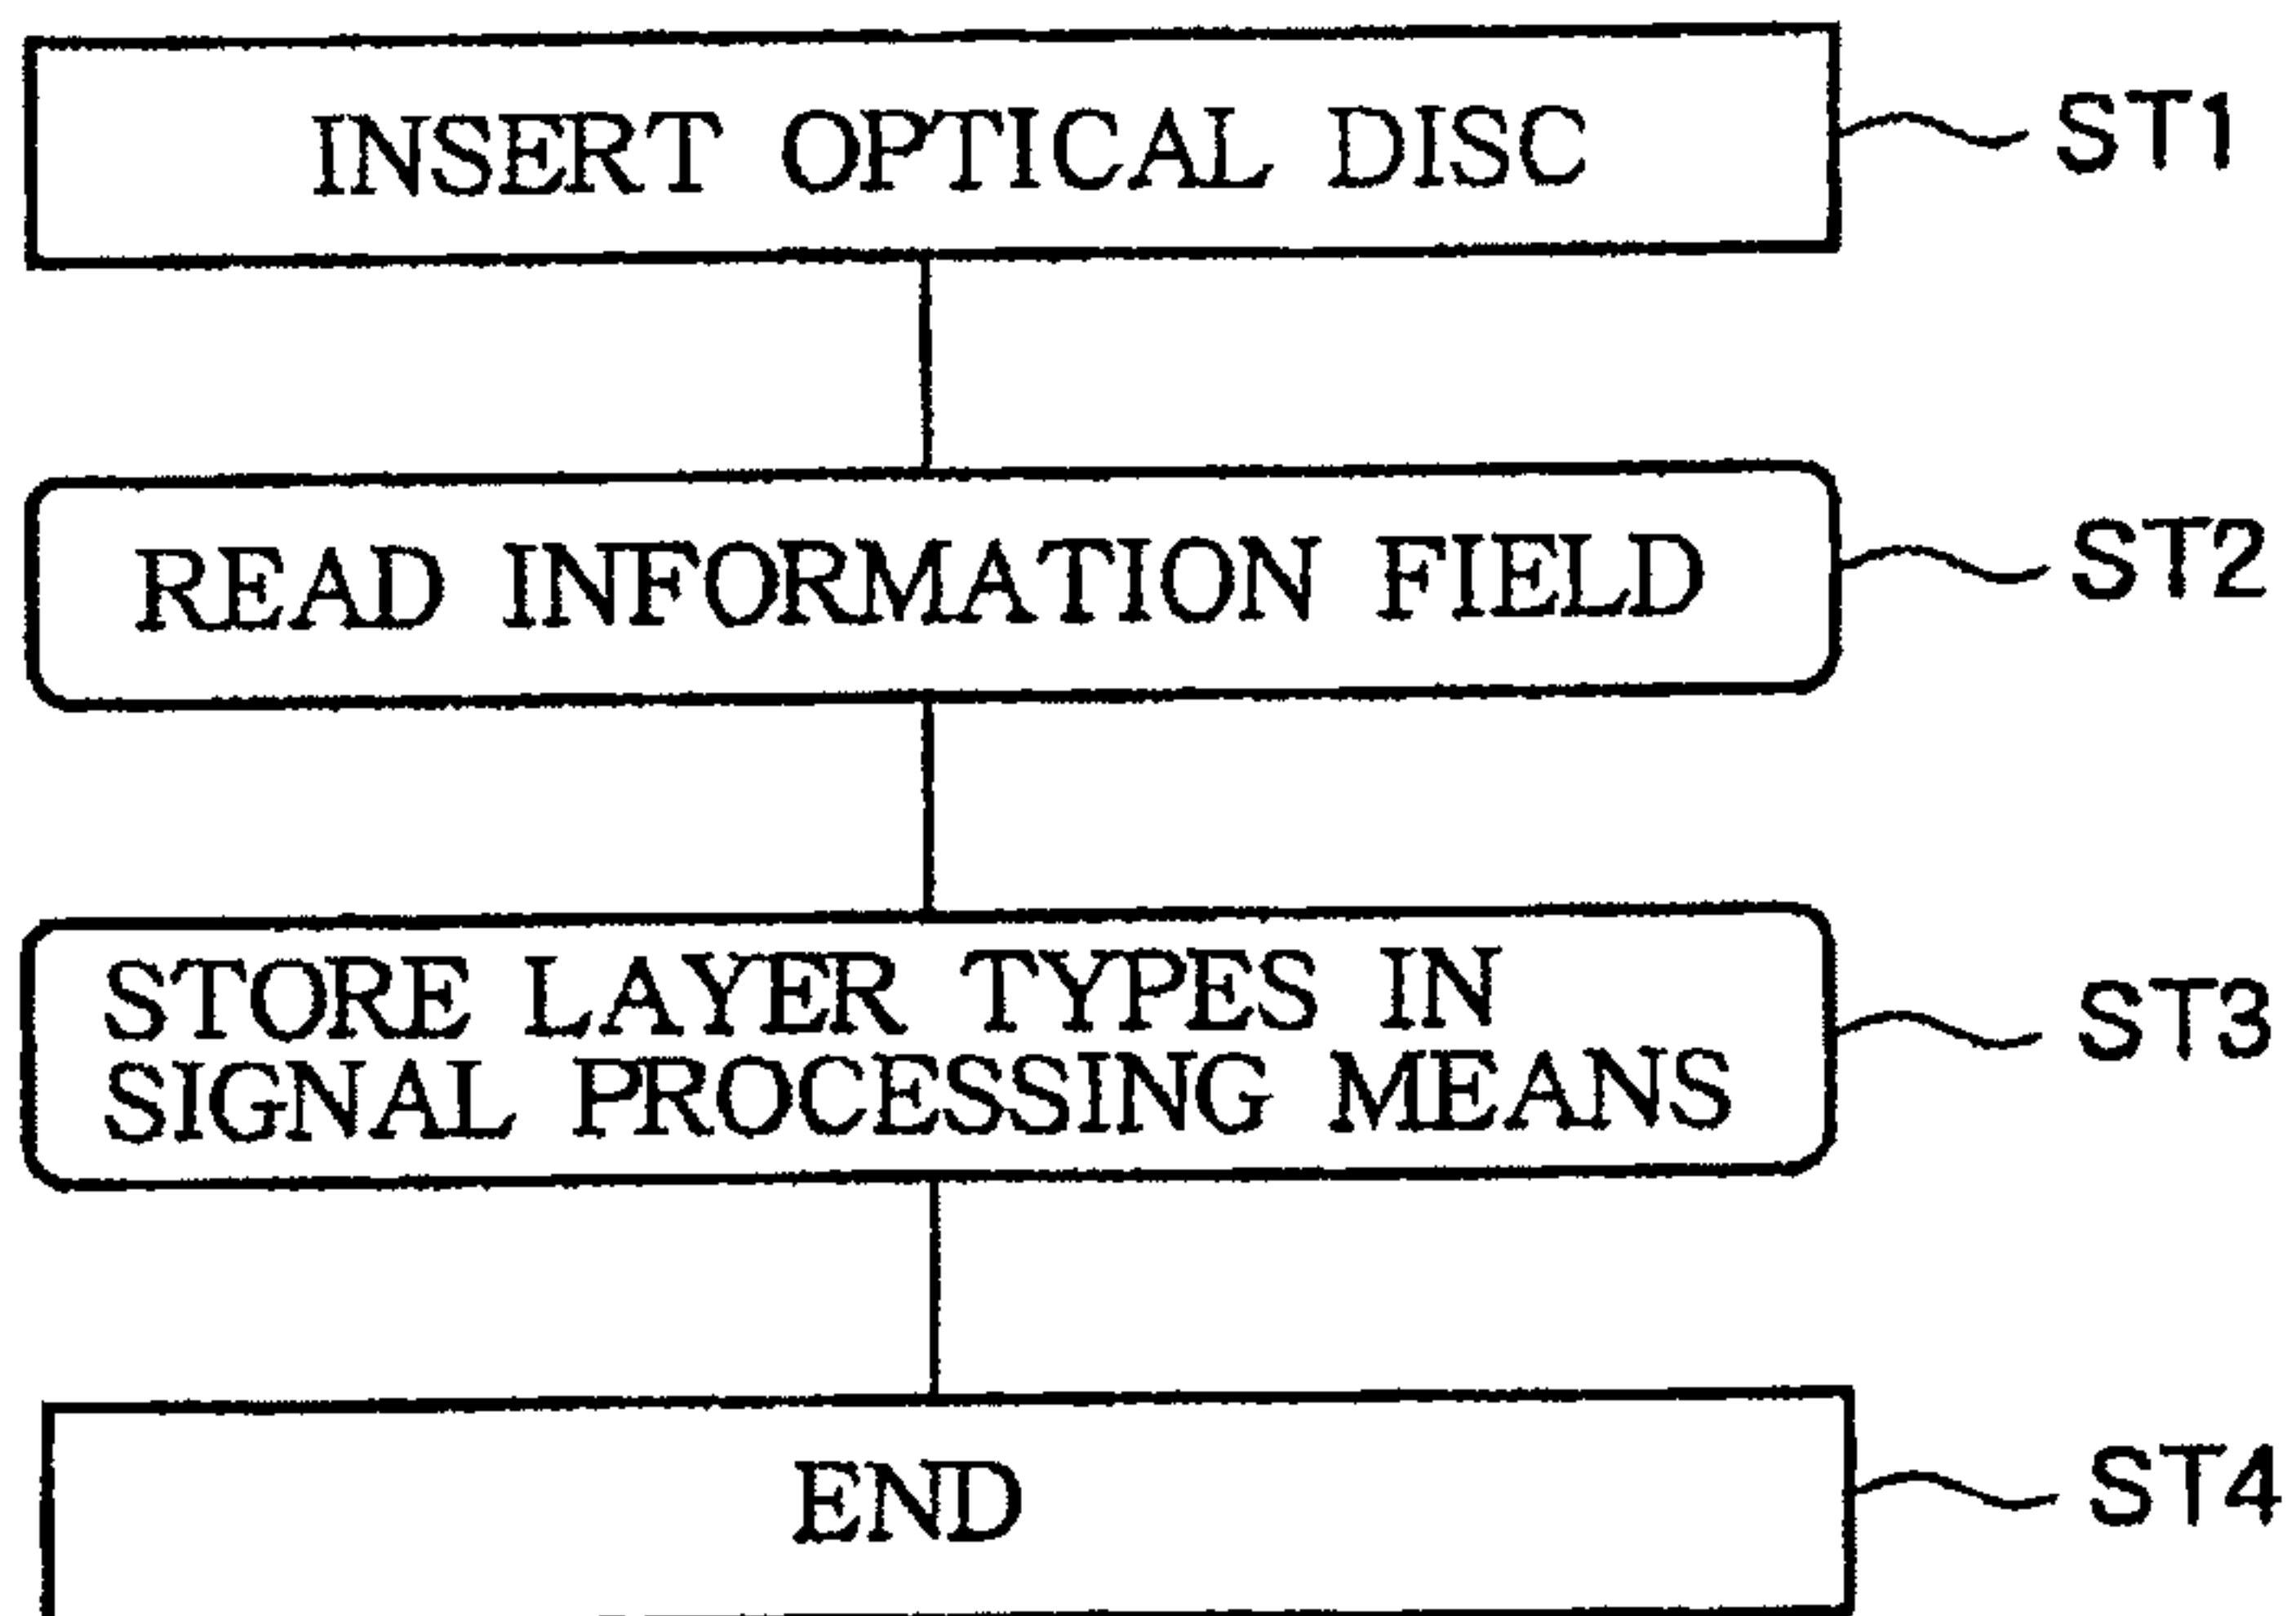 INSERT OPTICAL DISC ST1
READ INFORMATION FIELD ST2
STORE LAYER TYPES IN
SIGNAL PROCESSING MEANS ST3
END ST4